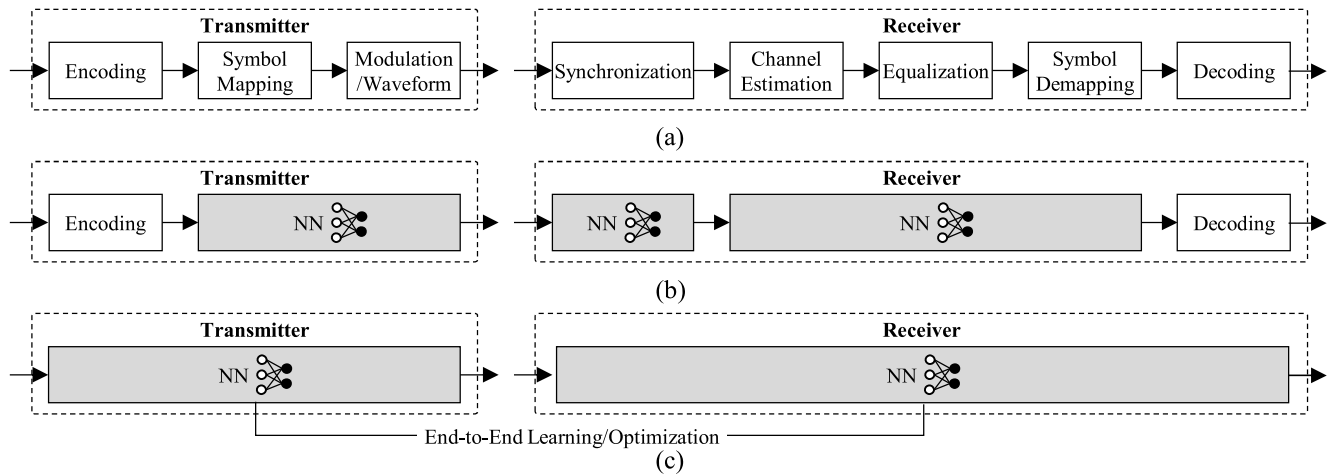 Transmitter
Receiver
Encoding
Symbol
Mapping
Modulation
/Waveform
Synchronization
Channel
Estimation
Equalization
Symbol
Demapping
Decoding
(a)
Transmitter
Receiver
Encoding
NN
NN
NN
Decoding
(b)
Transmitter
Receiver
NN
NN
End-to-End Learning/Optimization
(c)